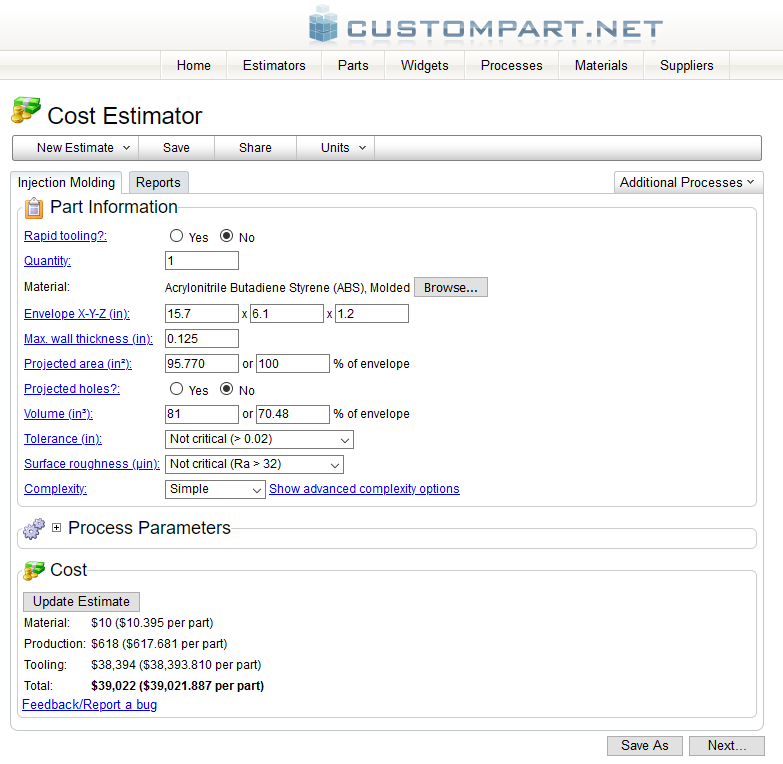 CUSTOMPART.NET
Home Estimators Parts Widgets Processes Materials Suppliers
Cost Estimator
New Estimate Save Share Units
Injection Molding Reports Additional Processes
Part Information
Rapid tooling?: Yes No
Quantity: 1
Material: Acrylonitrile Butadiene Styrene (ABS), Molded Browse...
Envelope X-Y-Z (in): 15.7 x 6.1 x 1.2
Max. wall thickness (in): 0.125
Projected area (in²): 95.770 or 100 % of envelope
Projected holes?: Yes No
Volume (in³): 81 or 70.48 % of envelope
Tolerance (in): Not critical (> 0.02)
Surface roughness (µin): Not critical (Ra > 32)
Complexity: Simple Show advanced complexity options
Process Parameters
Cost
Update Estimate
Material: $10 ($10.395 per part)
Production: $618 ($617.681 per part)
Tooling: $38,394 ($38,393.810 per part)
Total: $39,022 ($39,021.887 per part)
Feedback/Report a bug
Save As Next...